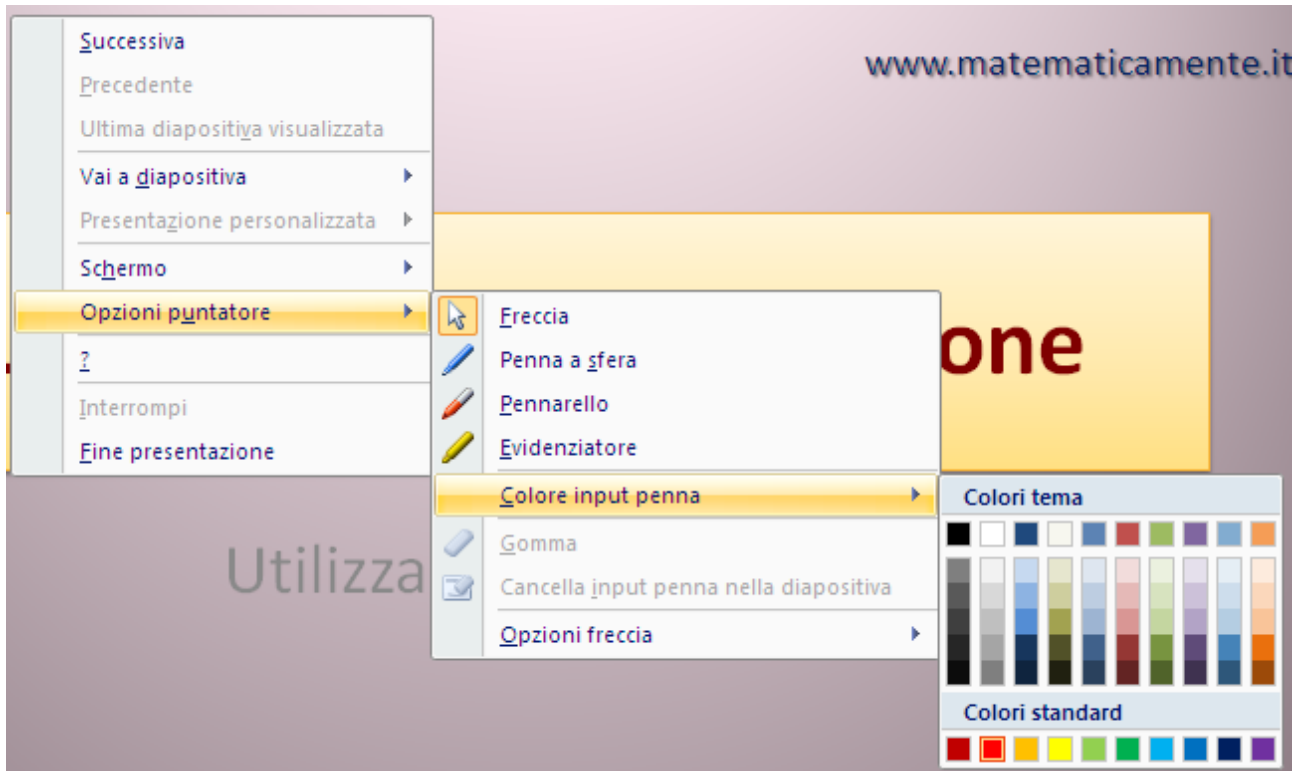 Successiva
Precedente
Ultima diapositiva visualizzata
Vai a diapositiva
Presentazione personalizzata
Schermo
Opzioni puntatore
?
Interrompi
Fine presentazione
www.matematicamente.it
one
Utilizza
Freccia
Penna a sfera
Pennarello
Evidenziatore
Colore input penna
Gomma
Cancella input penna nella diapositiva
Opzioni freccia
Colori tema
Colori standard